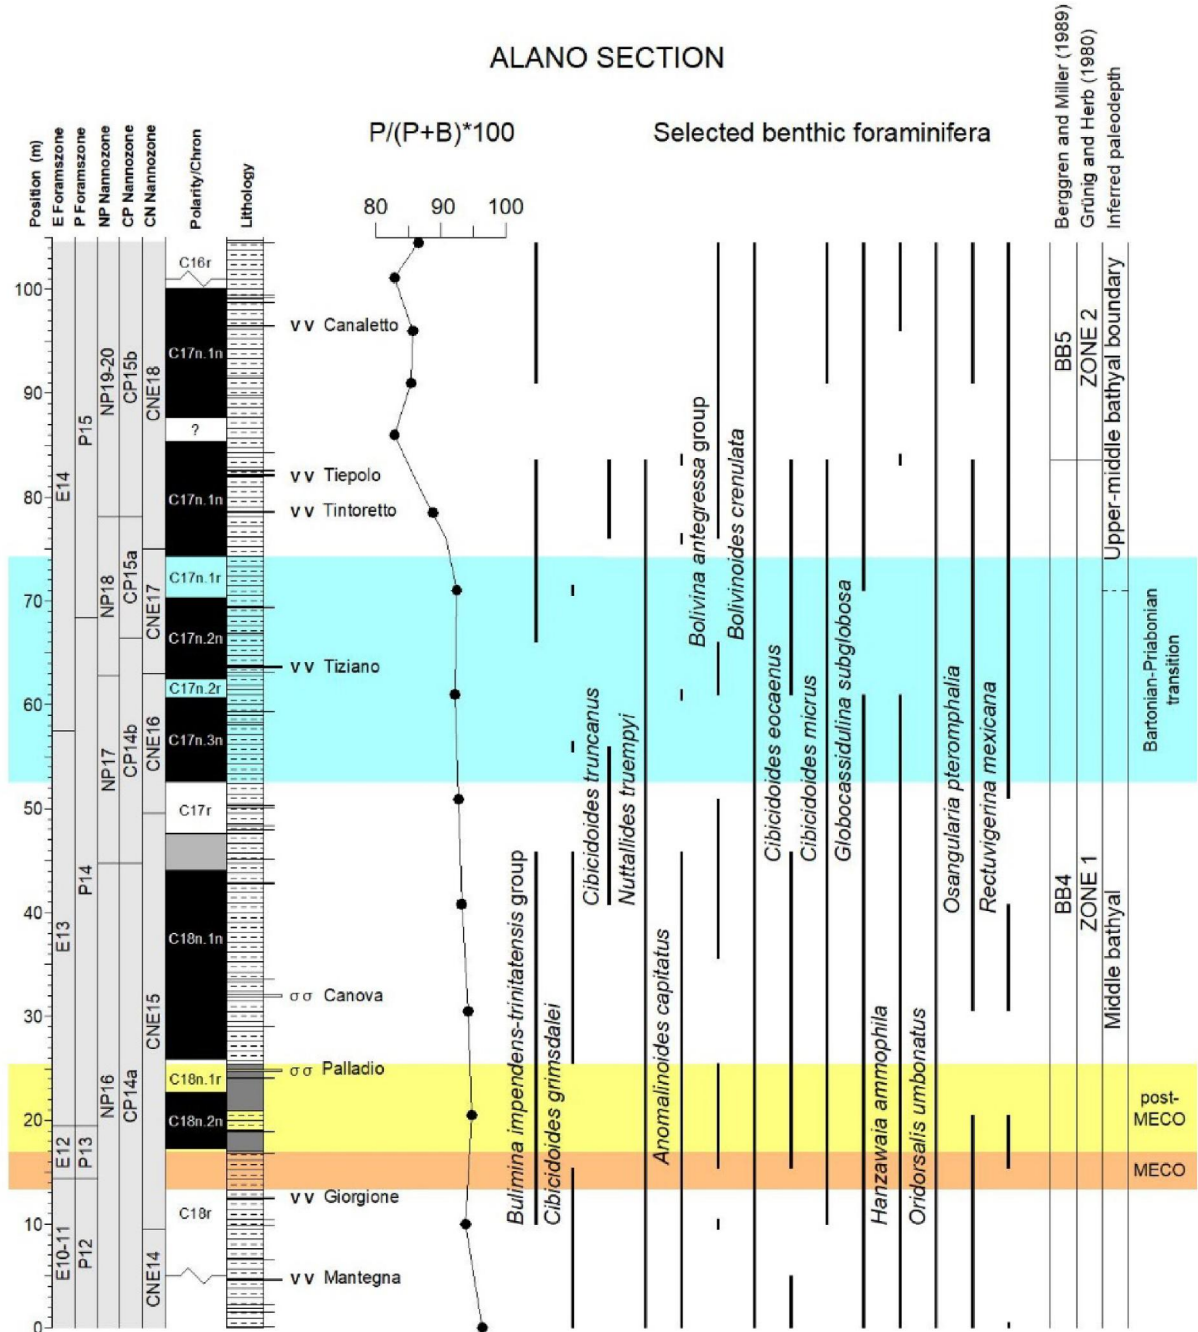 ALANO SECTION
P/(P+B)*100
Selected benthic foraminifera
Position (m)
E Foramszone
P Foramszone
NP Nannozone
CP Nannozone
CN Nannozone
Polarity/Chron
Lithology
Berggren and Miller (1989)
Grünig and Herb (1980)
Inferred paleodepth
80 90 100
100
90
80
70
60
50
40
30
20
10
0
E14
E13
E12
E10-11
P15
P14
P13
P12
NP19-20
NP18
NP17
NP16
CP15b
CP15a
CP14b
CP14a
CNE18
CNE17
CNE16
CNE15
CNE14
C16r
C17n.1n
?
C17n.1n
C17n.1r
C17n.2n
C17n.2r
C17n.3n
C17r
C18n.1n
C18n.1r
C18n.2n
C18r
v v Canaletto
v v Tiepolo
v v Tintoretto
v v Tiziano
σσ Canova
σσ Palladio
v v Giorgione
v v Mantegna
Bulimina impendens-trinitatensis group
Cibicidoides grimsdalei
Cibicidoides truncanus
Nuttallides truempyi
Anomalinoides capitatus
Bolivina antegressa group
Bolivinoides crenulata
Cibicidoides eocaenus
Cibicidoides micrus
Globocassidulina subglobosa
Hanzawaia ammophila
Oridorsalis umbonatus
Osangularia pteromphalia
Rectuvigerina mexicana
BB5
BB4
ZONE 2
ZONE 1
Upper-middle bathyal boundary
Middle bathyal
Bartonian-Priabonian
transition
post-
MECO
MECO